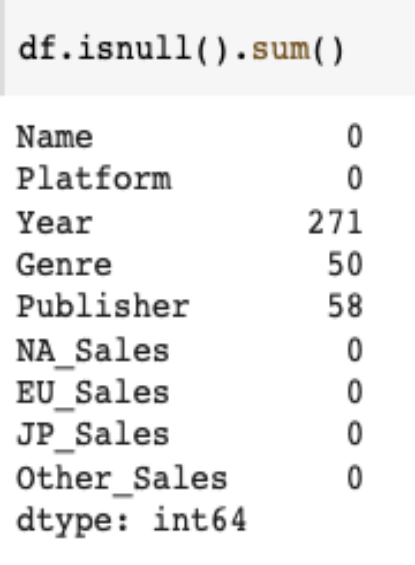 df.isnull().sum()
Name 0
Platform 0
Year 271
Genre 50
Publisher 58
NA_Sales 0
EU_Sales 0
JP_Sales 0
Other_Sales 0
dtype: int64